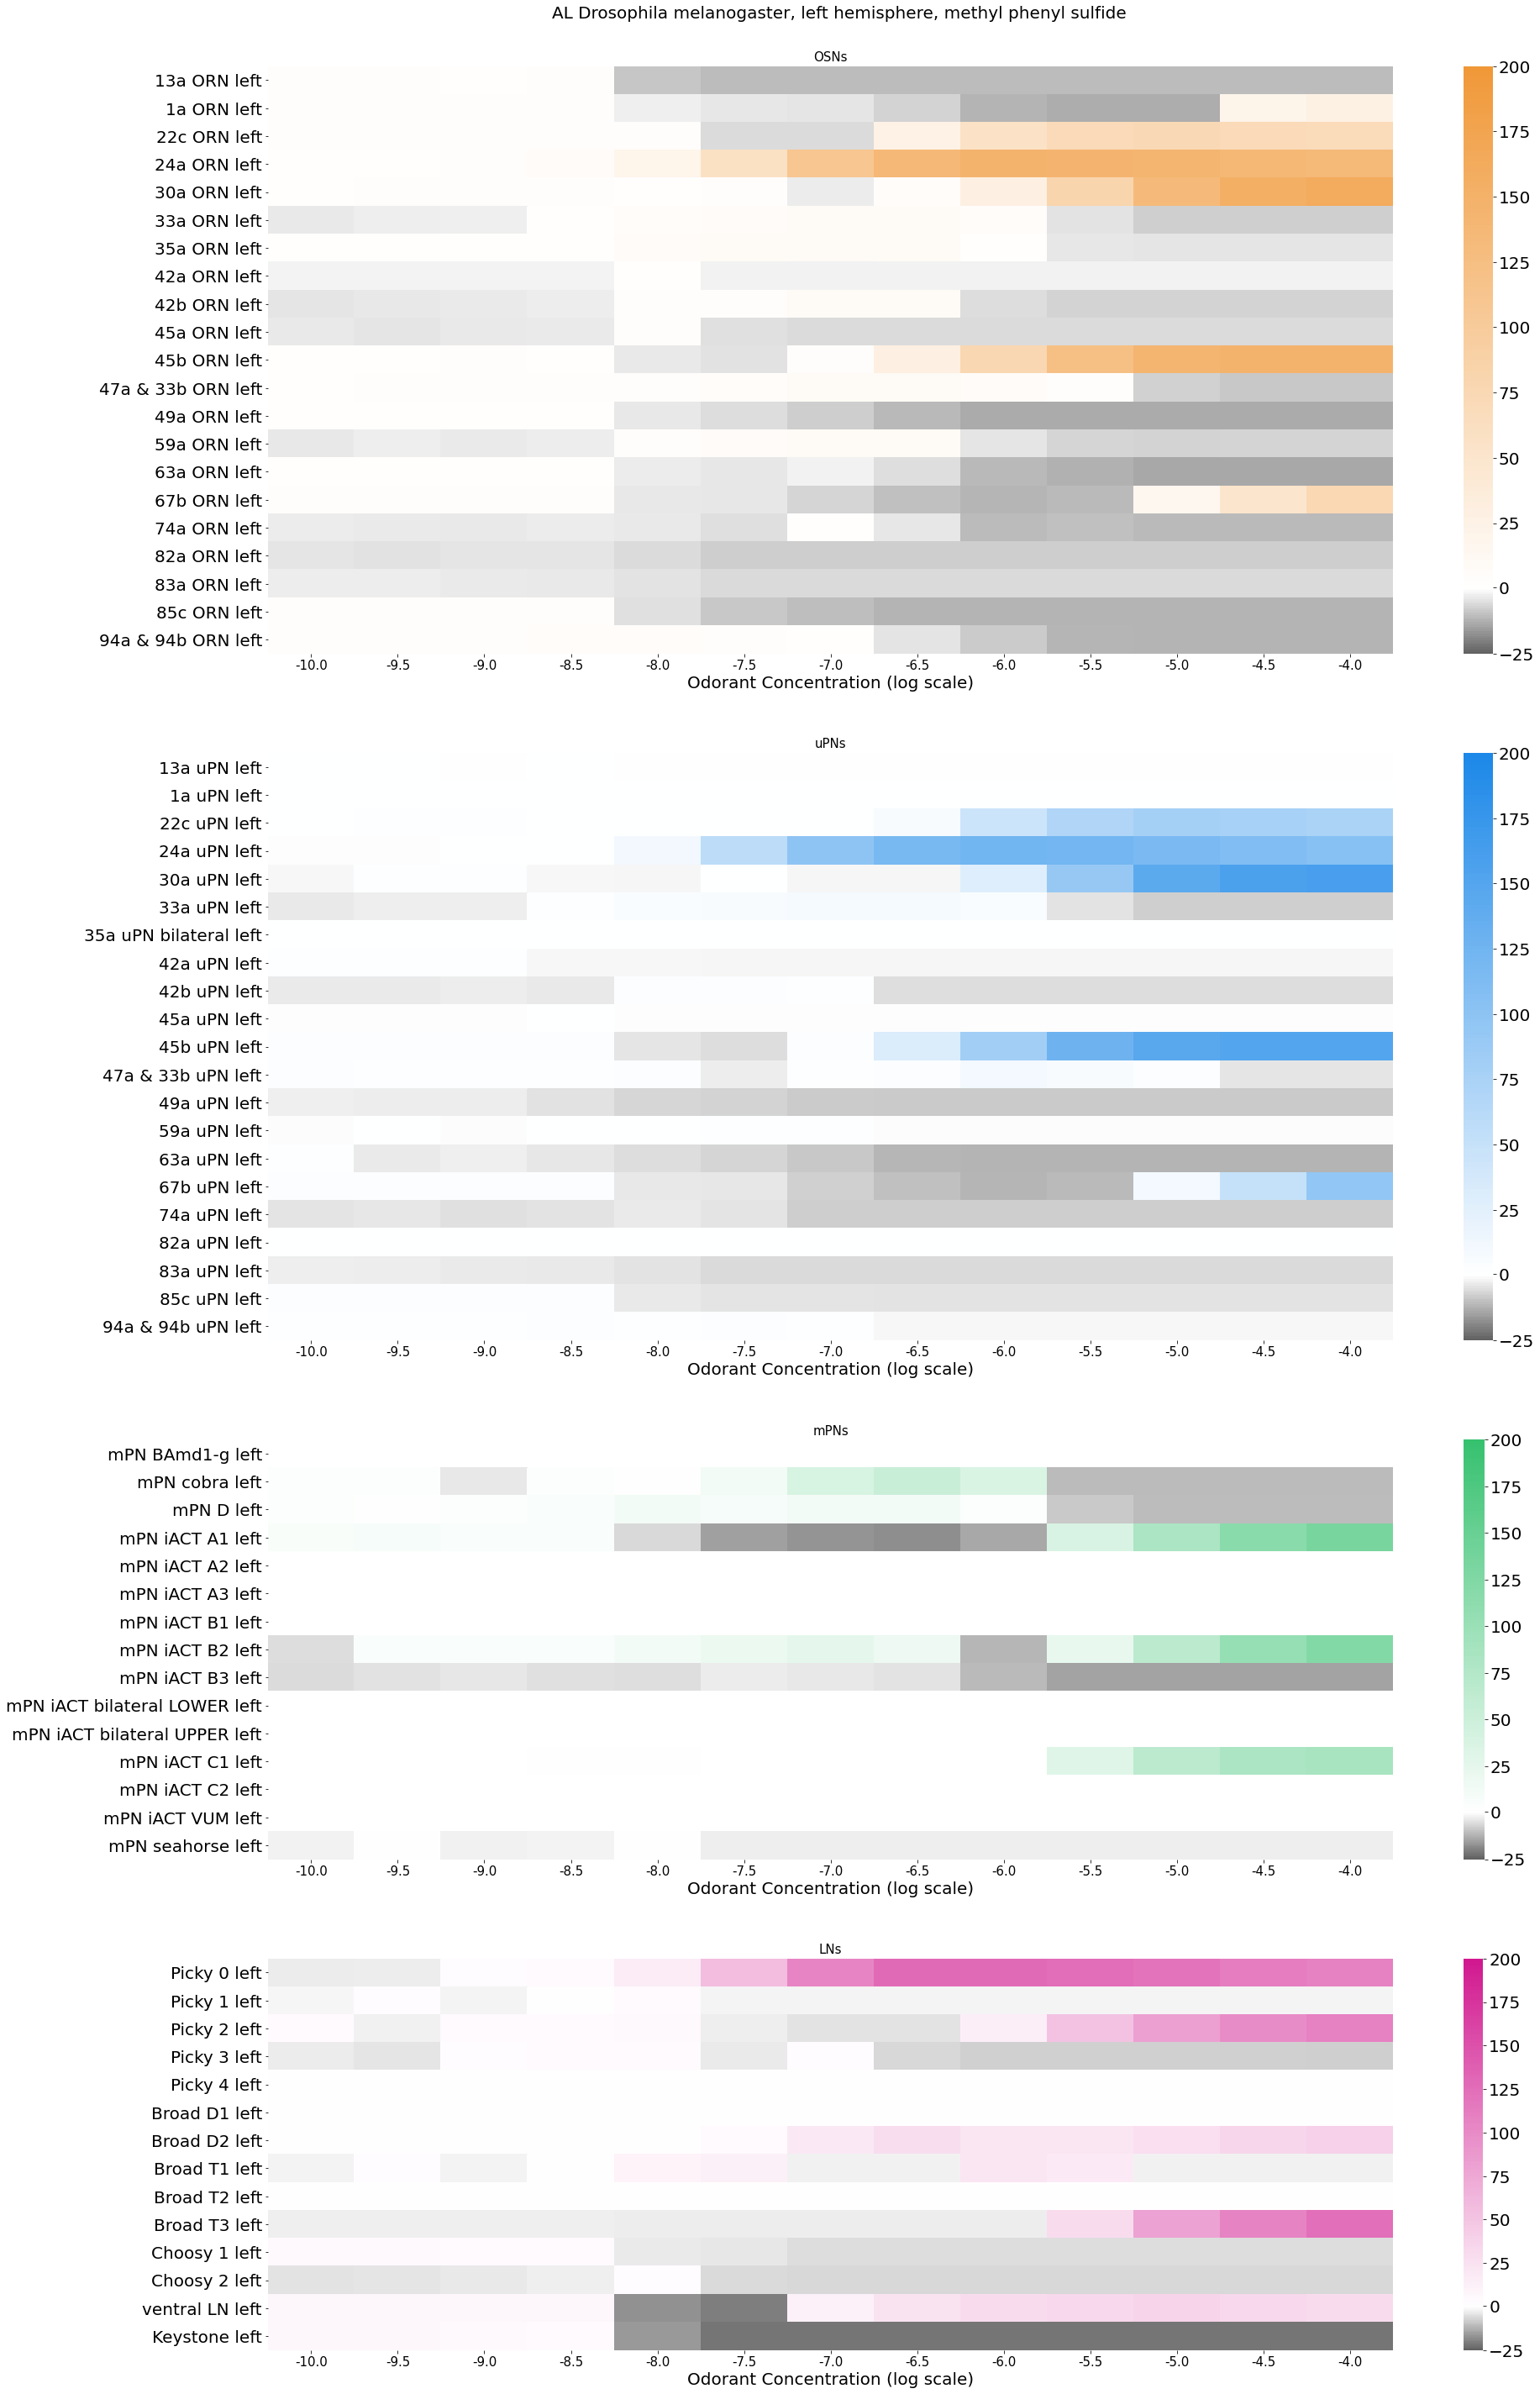 AL Drosophila melanogaster, left hemisphere, methyl phenyl sulfide
OSNs
13a ORN left
1a ORN left
22c ORN left
24a ORN left
30a ORN left
33a ORN left
35a ORN left
42a ORN left
42b ORN left
45a ORN left
45b ORN left
47a & 33b ORN left
49a ORN left
59a ORN left
63a ORN left
67b ORN left
74a ORN left
82a ORN left
83a ORN left
85c ORN left
94a & 94b ORN left
-10.0 -9.5 -9.0 -8.5 -8.0 -7.5 -7.0 -6.5 -6.0 -5.5 -5.0 -4.5 -4.0
Odorant Concentration (log scale)
200
175
150
125
100
75
50
25
0
−25
uPNs
13a uPN left
1a uPN left
22c uPN left
24a uPN left
30a uPN left
33a uPN left
35a uPN bilateral left
42a uPN left
42b uPN left
45a uPN left
45b uPN left
47a & 33b uPN left
49a uPN left
59a uPN left
63a uPN left
67b uPN left
74a uPN left
82a uPN left
83a uPN left
85c uPN left
94a & 94b uPN left
-10.0 -9.5 -9.0 -8.5 -8.0 -7.5 -7.0 -6.5 -6.0 -5.5 -5.0 -4.5 -4.0
Odorant Concentration (log scale)
200
175
150
125
100
75
50
25
0
−25
mPNs
mPN BAmd1-g left
mPN cobra left
mPN D left
mPN iACT A1 left
mPN iACT A2 left
mPN iACT A3 left
mPN iACT B1 left
mPN iACT B2 left
mPN iACT B3 left
mPN iACT bilateral LOWER left
mPN iACT bilateral UPPER left
mPN iACT C1 left
mPN iACT C2 left
mPN iACT VUM left
mPN seahorse left
-10.0 -9.5 -9.0 -8.5 -8.0 -7.5 -7.0 -6.5 -6.0 -5.5 -5.0 -4.5 -4.0
Odorant Concentration (log scale)
200
175
150
125
100
75
50
25
0
−25
LNs
Picky 0 left
Picky 1 left
Picky 2 left
Picky 3 left
Picky 4 left
Broad D1 left
Broad D2 left
Broad T1 left
Broad T2 left
Broad T3 left
Choosy 1 left
Choosy 2 left
ventral LN left
Keystone left
-10.0 -9.5 -9.0 -8.5 -8.0 -7.5 -7.0 -6.5 -6.0 -5.5 -5.0 -4.5 -4.0
Odorant Concentration (log scale)
200
175
150
125
100
75
50
25
0
−25